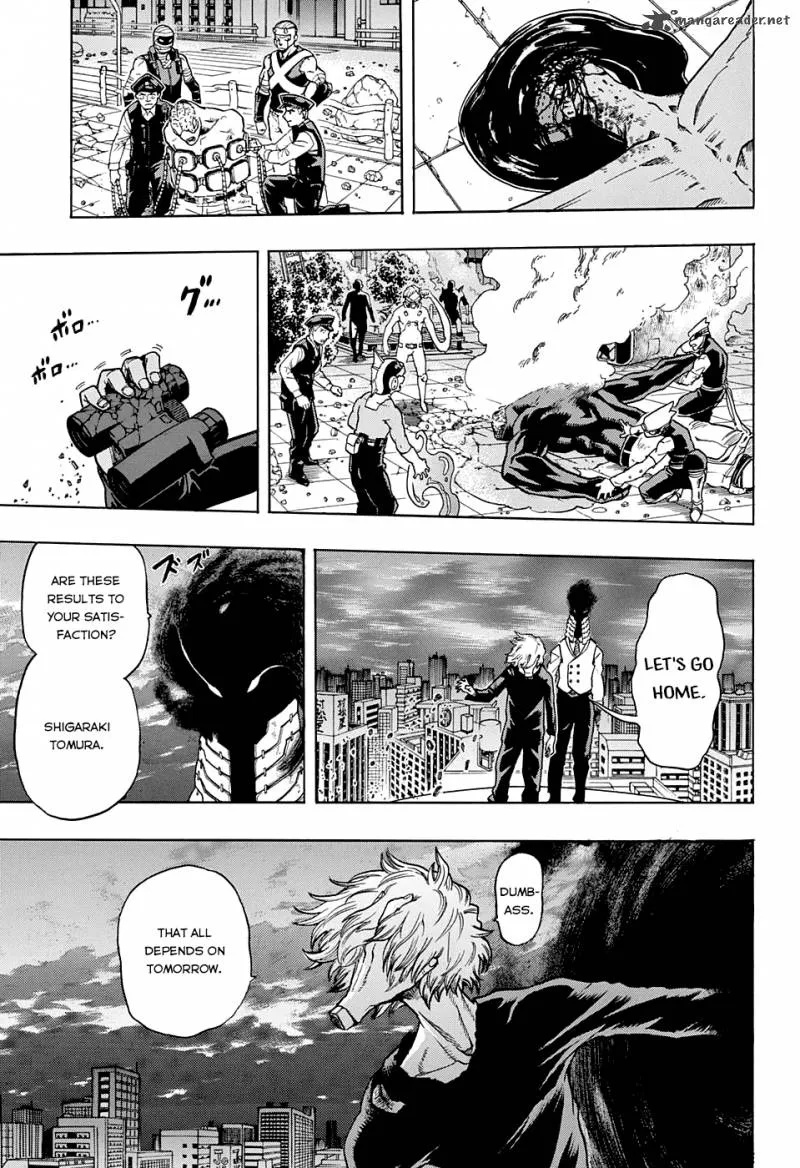 mangareader.net
グ…
ボロ…
ボロ…
LET'S GO
HOME.
ズズ
ARE THESE
RESULTS TO
YOUR SATIS-
FACTION?
SHIGARAKI
TOMURA.
DUMB-
ASS.
THAT ALL
DEPENDS ON
TOMORROW.